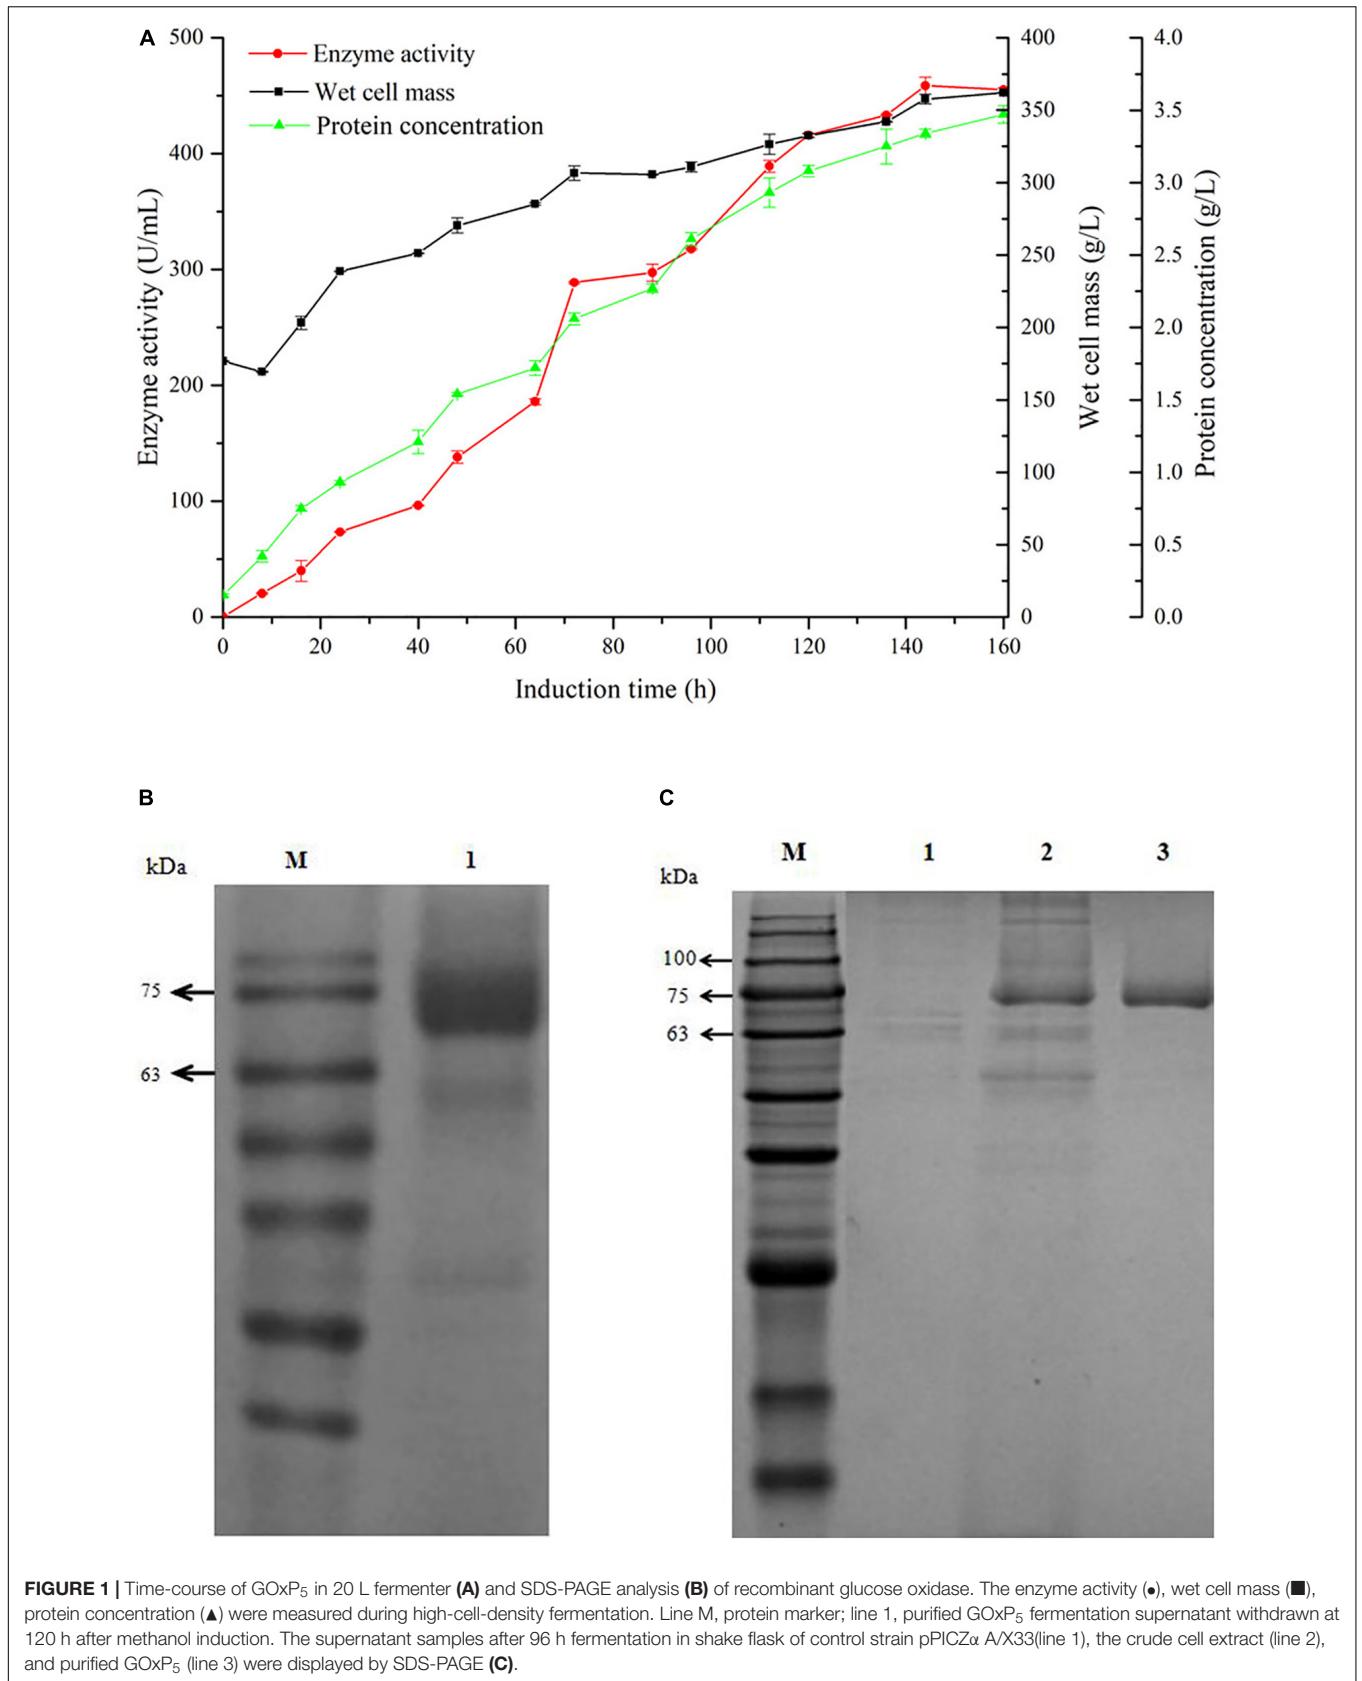 A
Enzyme activity
Wet cell mass
Protein concentration
500
400
300
200
100
0
Enzyme activity (U/mL)
400
350
300
250
200
150
100
50
0
Wet cell mass (g/L)
4.0
3.5
3.0
2.5
2.0
1.5
1.0
0.5
0.0
Protein concentration (g/L)
0 20 40 60 80 100 120 140 160
Induction time (h)
B
kDa M 1
75
63
C
kDa M 1 2 3
100
75
63
FIGURE 1 | Time-course of GOxP₅ in 20 L fermenter (A) and SDS-PAGE analysis (B) of recombinant glucose oxidase. The enzyme activity (●), wet cell mass (■),
protein concentration (▲) were measured during high-cell-density fermentation. Line M, protein marker; line 1, purified GOxP₅ fermentation supernatant withdrawn at
120 h after methanol induction. The supernatant samples after 96 h fermentation in shake flask of control strain pPICZα A/X33(line 1), the crude cell extract (line 2),
and purified GOxP₅ (line 3) were displayed by SDS-PAGE (C).